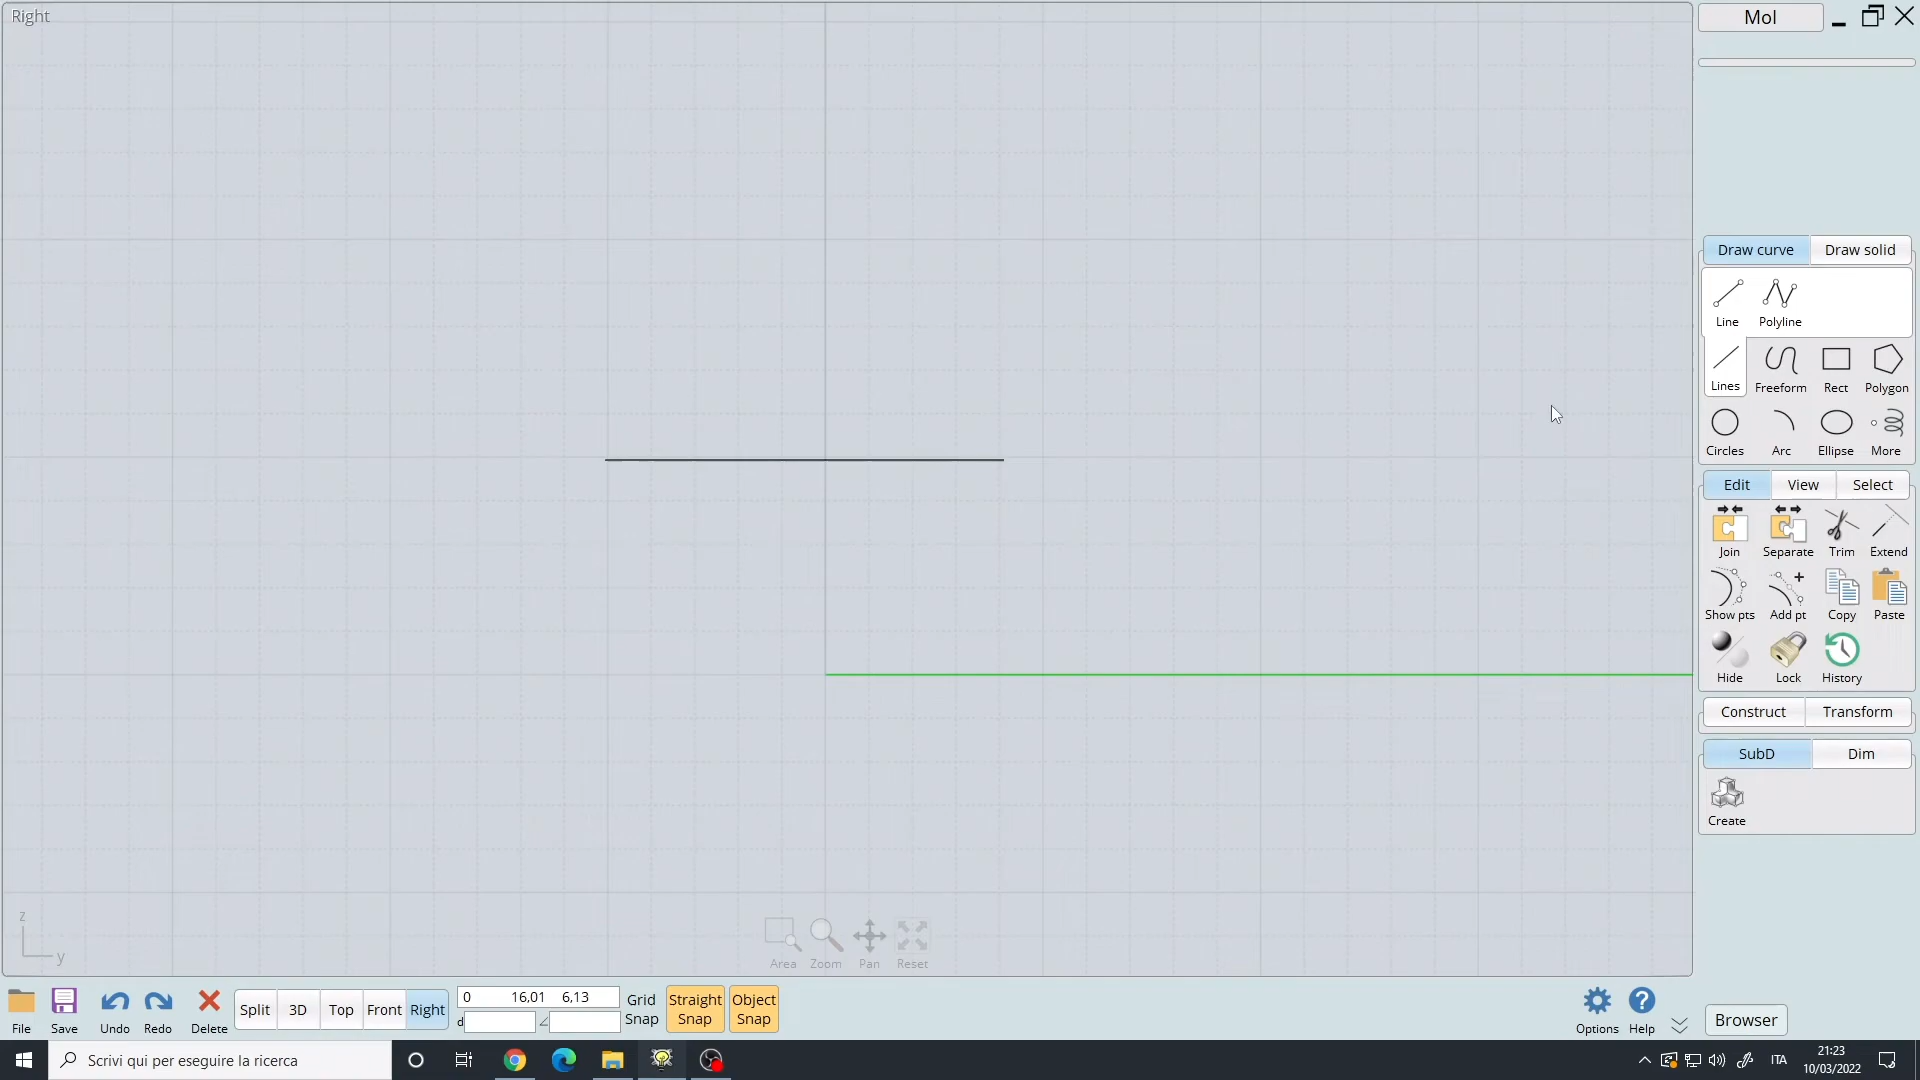 Right
MoI
Draw curve Draw solid
Line Polyline
Lines Freeform Rect Polygon
Circles Arc Ellipse More
Edit View Select
Join Separate Trim Extend
Show pts Add pt Copy Paste
Hide Lock History
Construct Transform
SubD Dim
Create
z
y
Area Zoom Pan Reset
File Save Undo Redo Delete
Split 3D Top Front Right
0 16,01 6,13
d
Grid Snap
Straight Snap
Object Snap
Options Help
Browser
Scrivi qui per eseguire la ricerca
ITA
21:23
10/03/2022